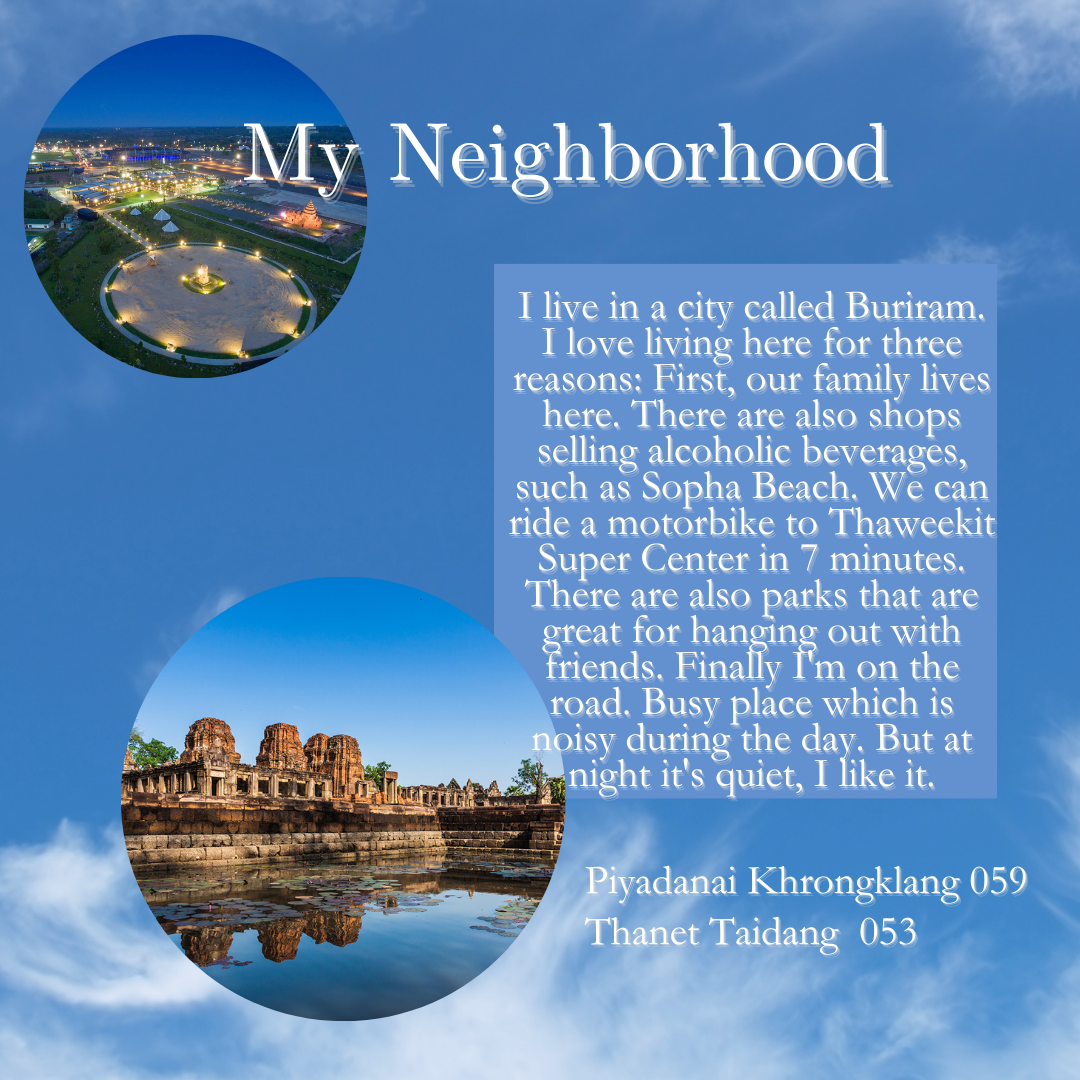 My Neighborhood
I live in a city called Buriram.
I love living here for three
reasons: First, our family lives
here. There are also shops
selling alcoholic beverages,
such as Sopha Beach. We can
ride a motorbike to Thaweekit
Super Center in 7 minutes.
There are also parks that are
great for hanging out with
friends. Finally I'm on the
road. Busy place which is
noisy during the day. But at
night it's quiet, I like it.
Piyadanai Khrongklang 059
Thanet Taidang 053